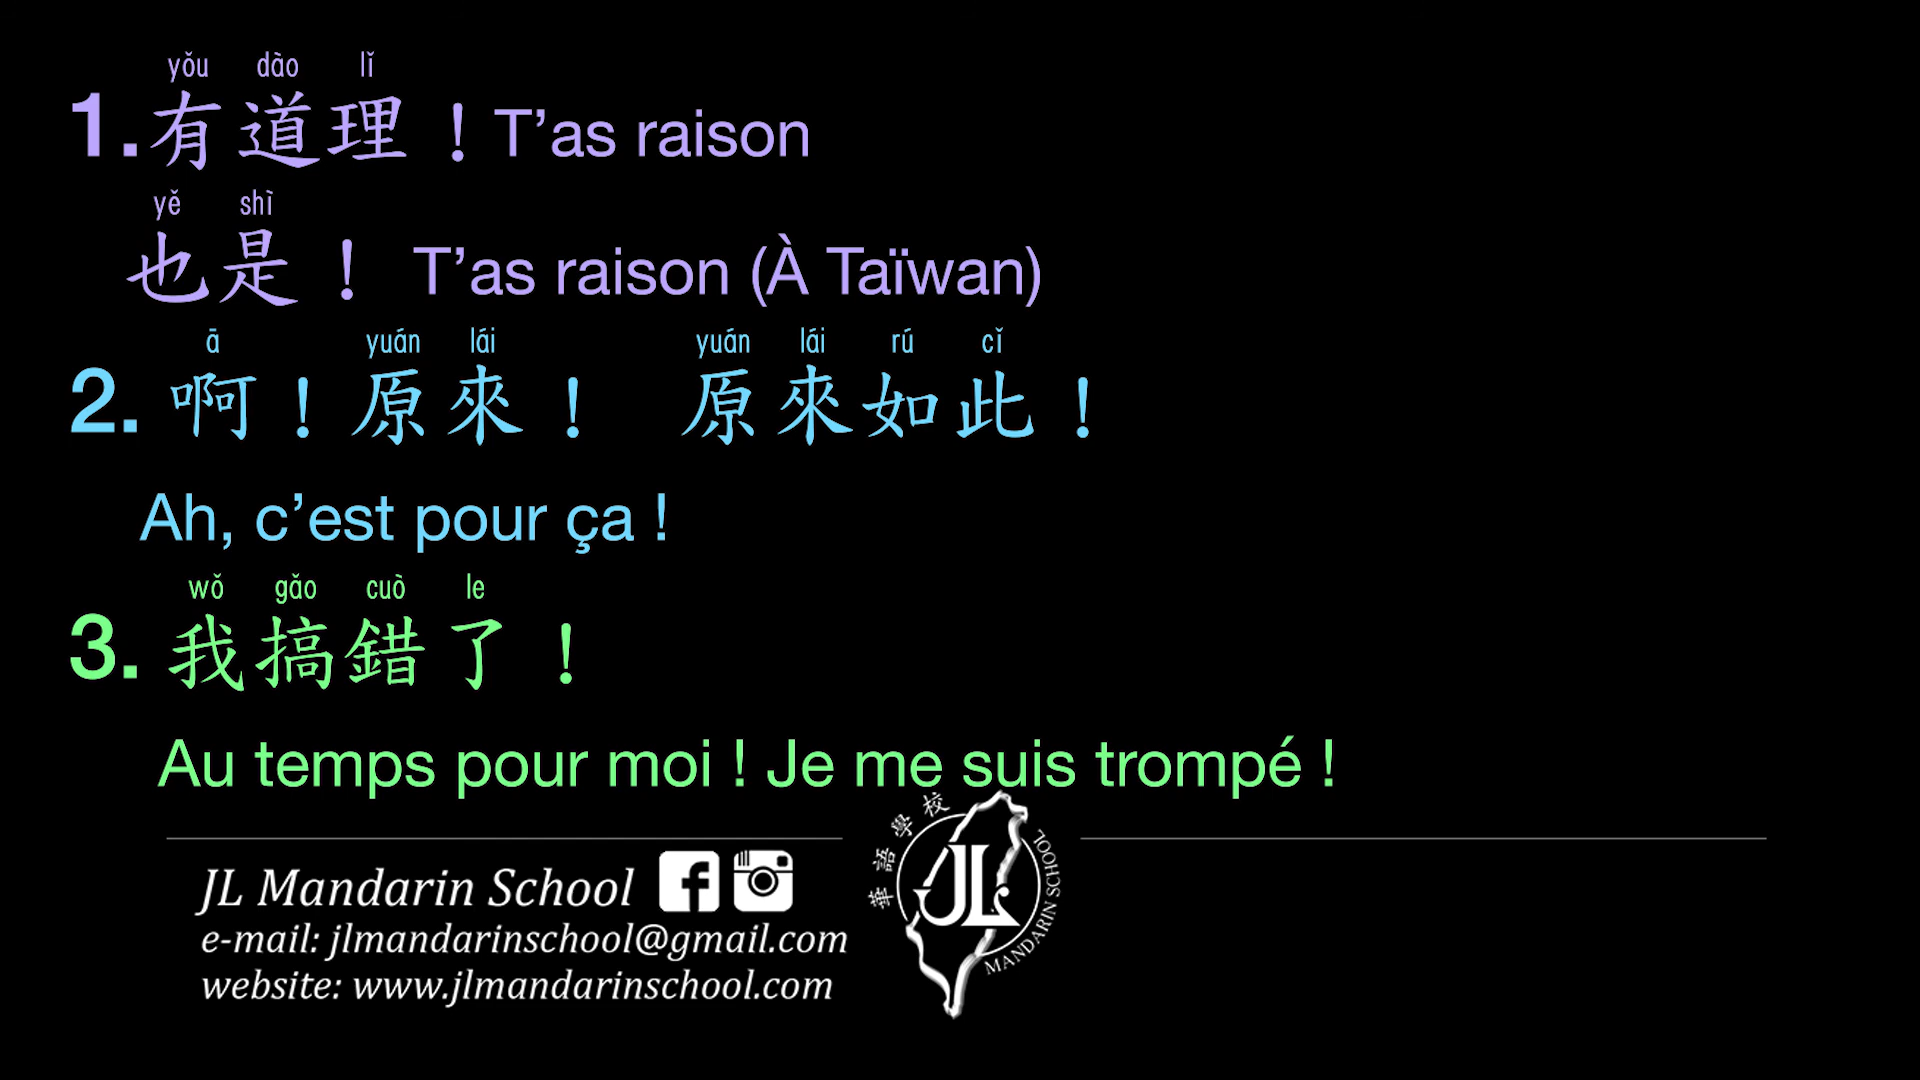 yǒu dào lǐ
1.有道理！T’as raison
yě shì
也是！ T’as raison (À Taïwan)
ā yuán lái yuán lái rú cǐ
2. 啊！原來！ 原來如此！
Ah, c’est pour ça !
wǒ gǎo cuò le
3. 我搞錯了！
Au temps pour moi ! Je me suis trompé !
JL Mandarin School
e-mail: jlmandarinschool@gmail.com
website: www.jlmandarinschool.com
華語學校
JL
MANDARIN SCHOOL